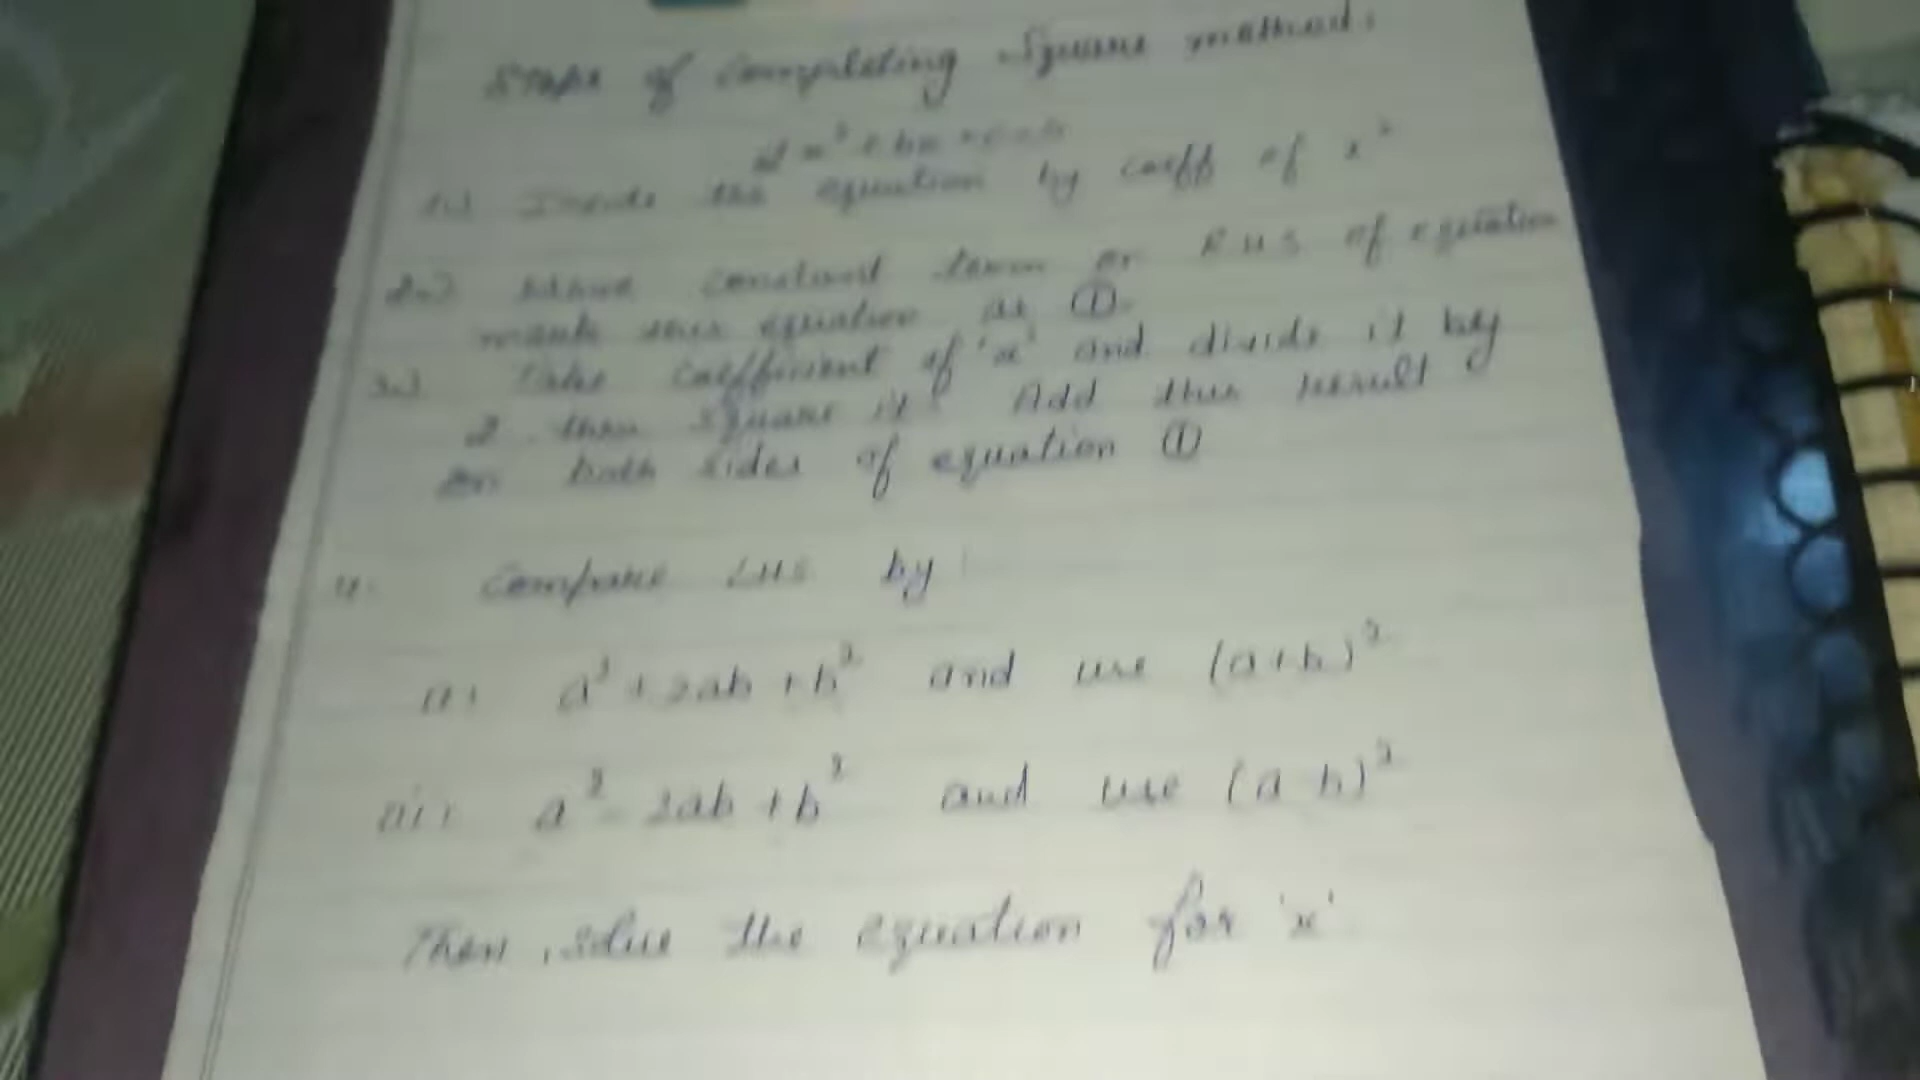 Steps of Completing Square method:
ax² + bx + c = 0
1.) Divide the equation by coeff of x²
2.) Move constant term on R.H.S of equation
mark this equation as ①.
3.) Take coefficient of 'x' and divide it by
2 then square it. Add this result
on both sides of equation ①
4. Compare LHS by
a² + 2ab + b² and use (a+b)²
a² - 2ab + b² and use (a-b)²
Then, solve the equation for 'x'